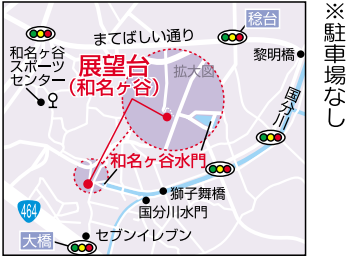 稔台
まてばしい通り
和名ヶ谷
スポーツ
センター
展望台
(和名ヶ谷)
拡大図
黎明橋
国分川
和名ヶ谷水門
獅子舞橋
国分川水門
464
大橋
セブンイレブン
※駐車場なし